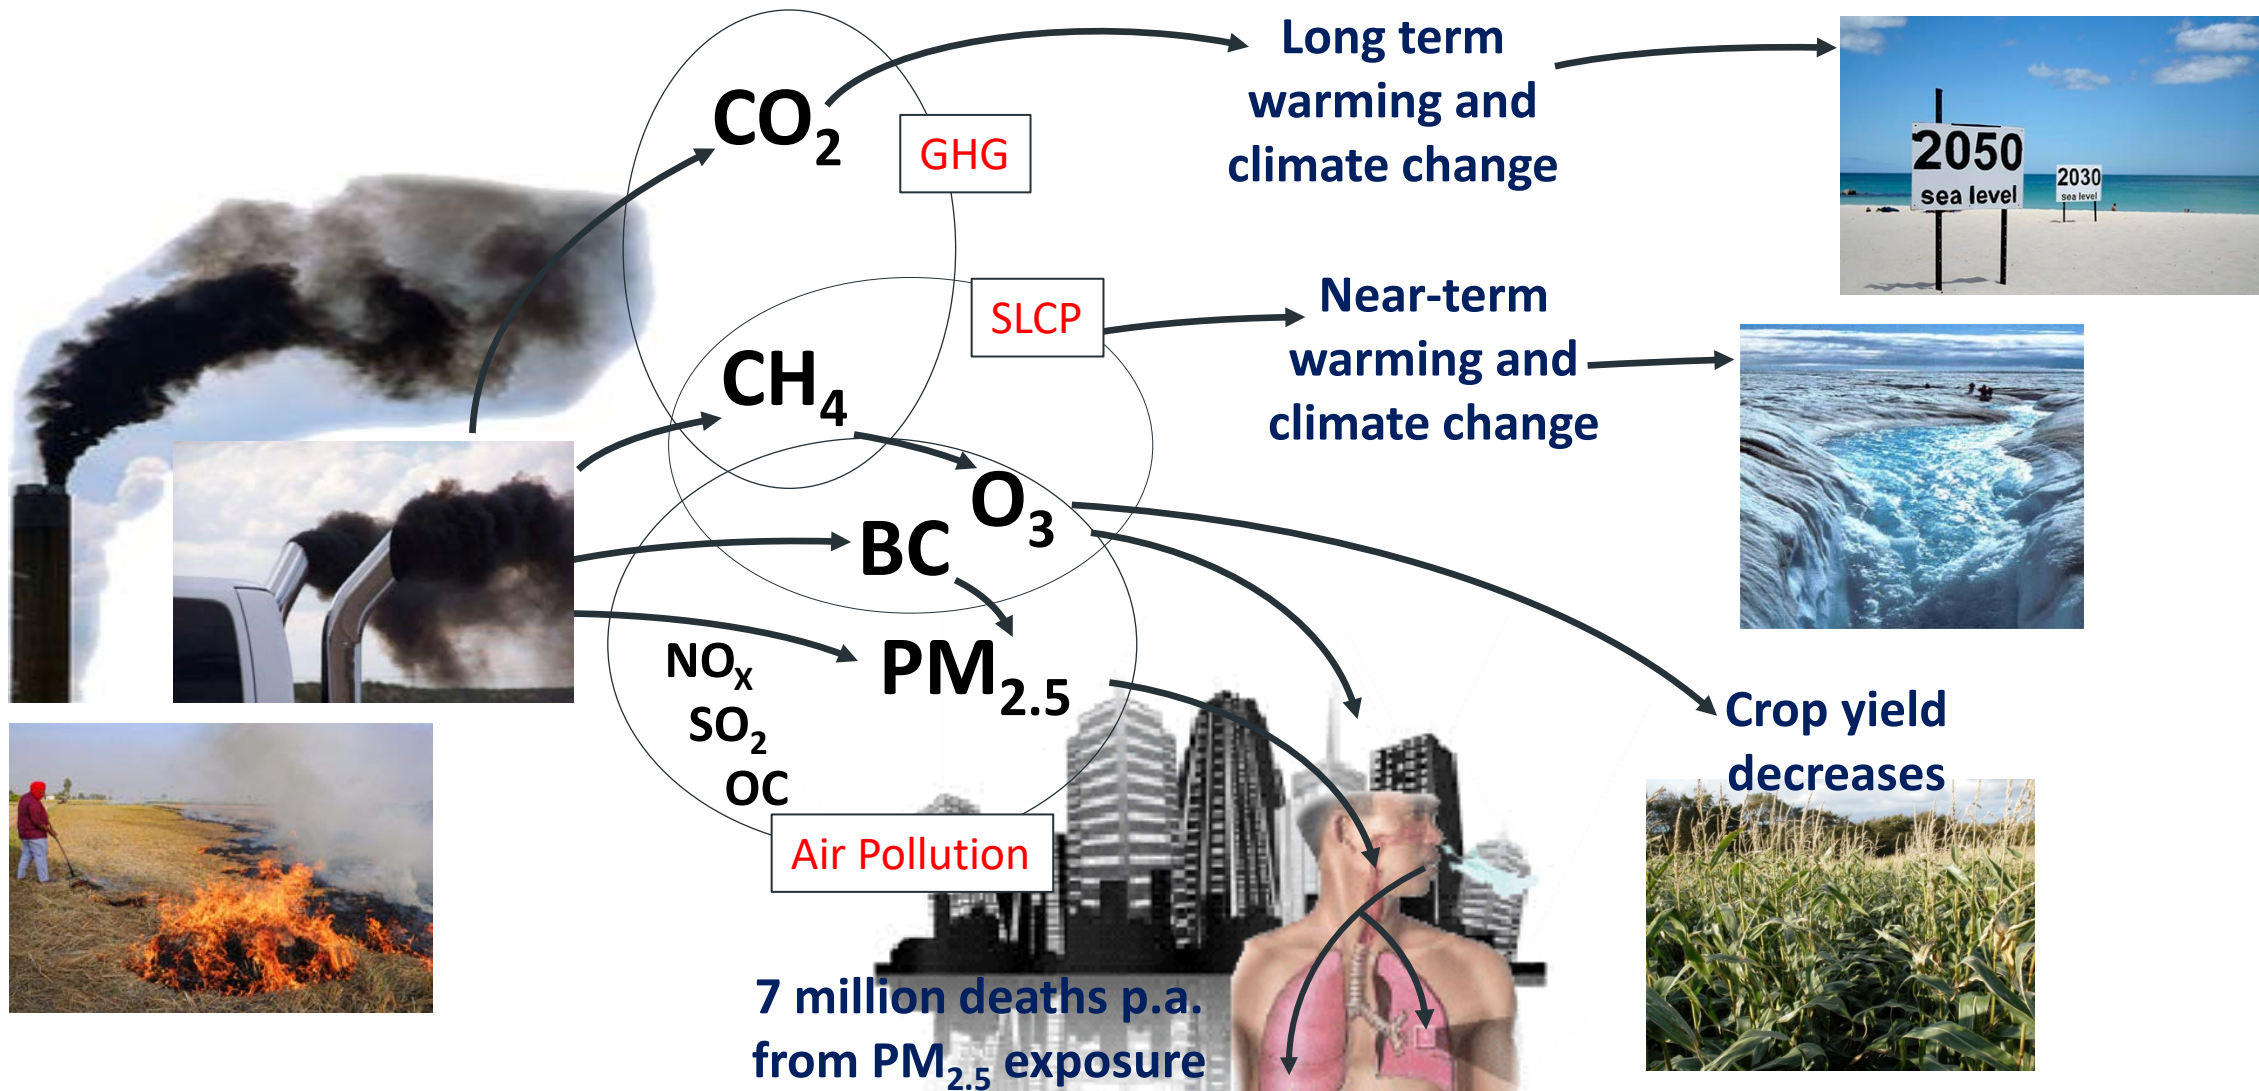 CO₂
GHG
Long term
warming and
climate change
2050
sea level
2030
sea level
SLCP
Near-term
warming and
climate change
CH₄
O₃
BC
PM₂.₅
NOₓ
SO₂
OC
Air Pollution
Crop yield
decreases
7 million deaths p.a.
from PM₂.₅ exposure